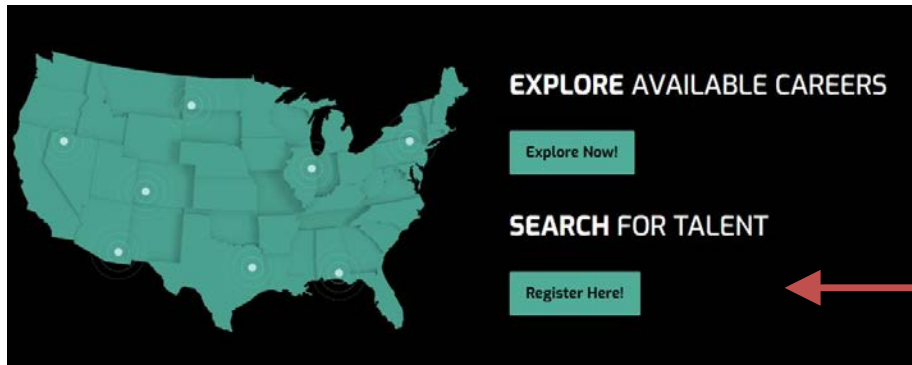 EXPLORE AVAILABLE CAREERS
Explore Now!
SEARCH FOR TALENT
Register Here!